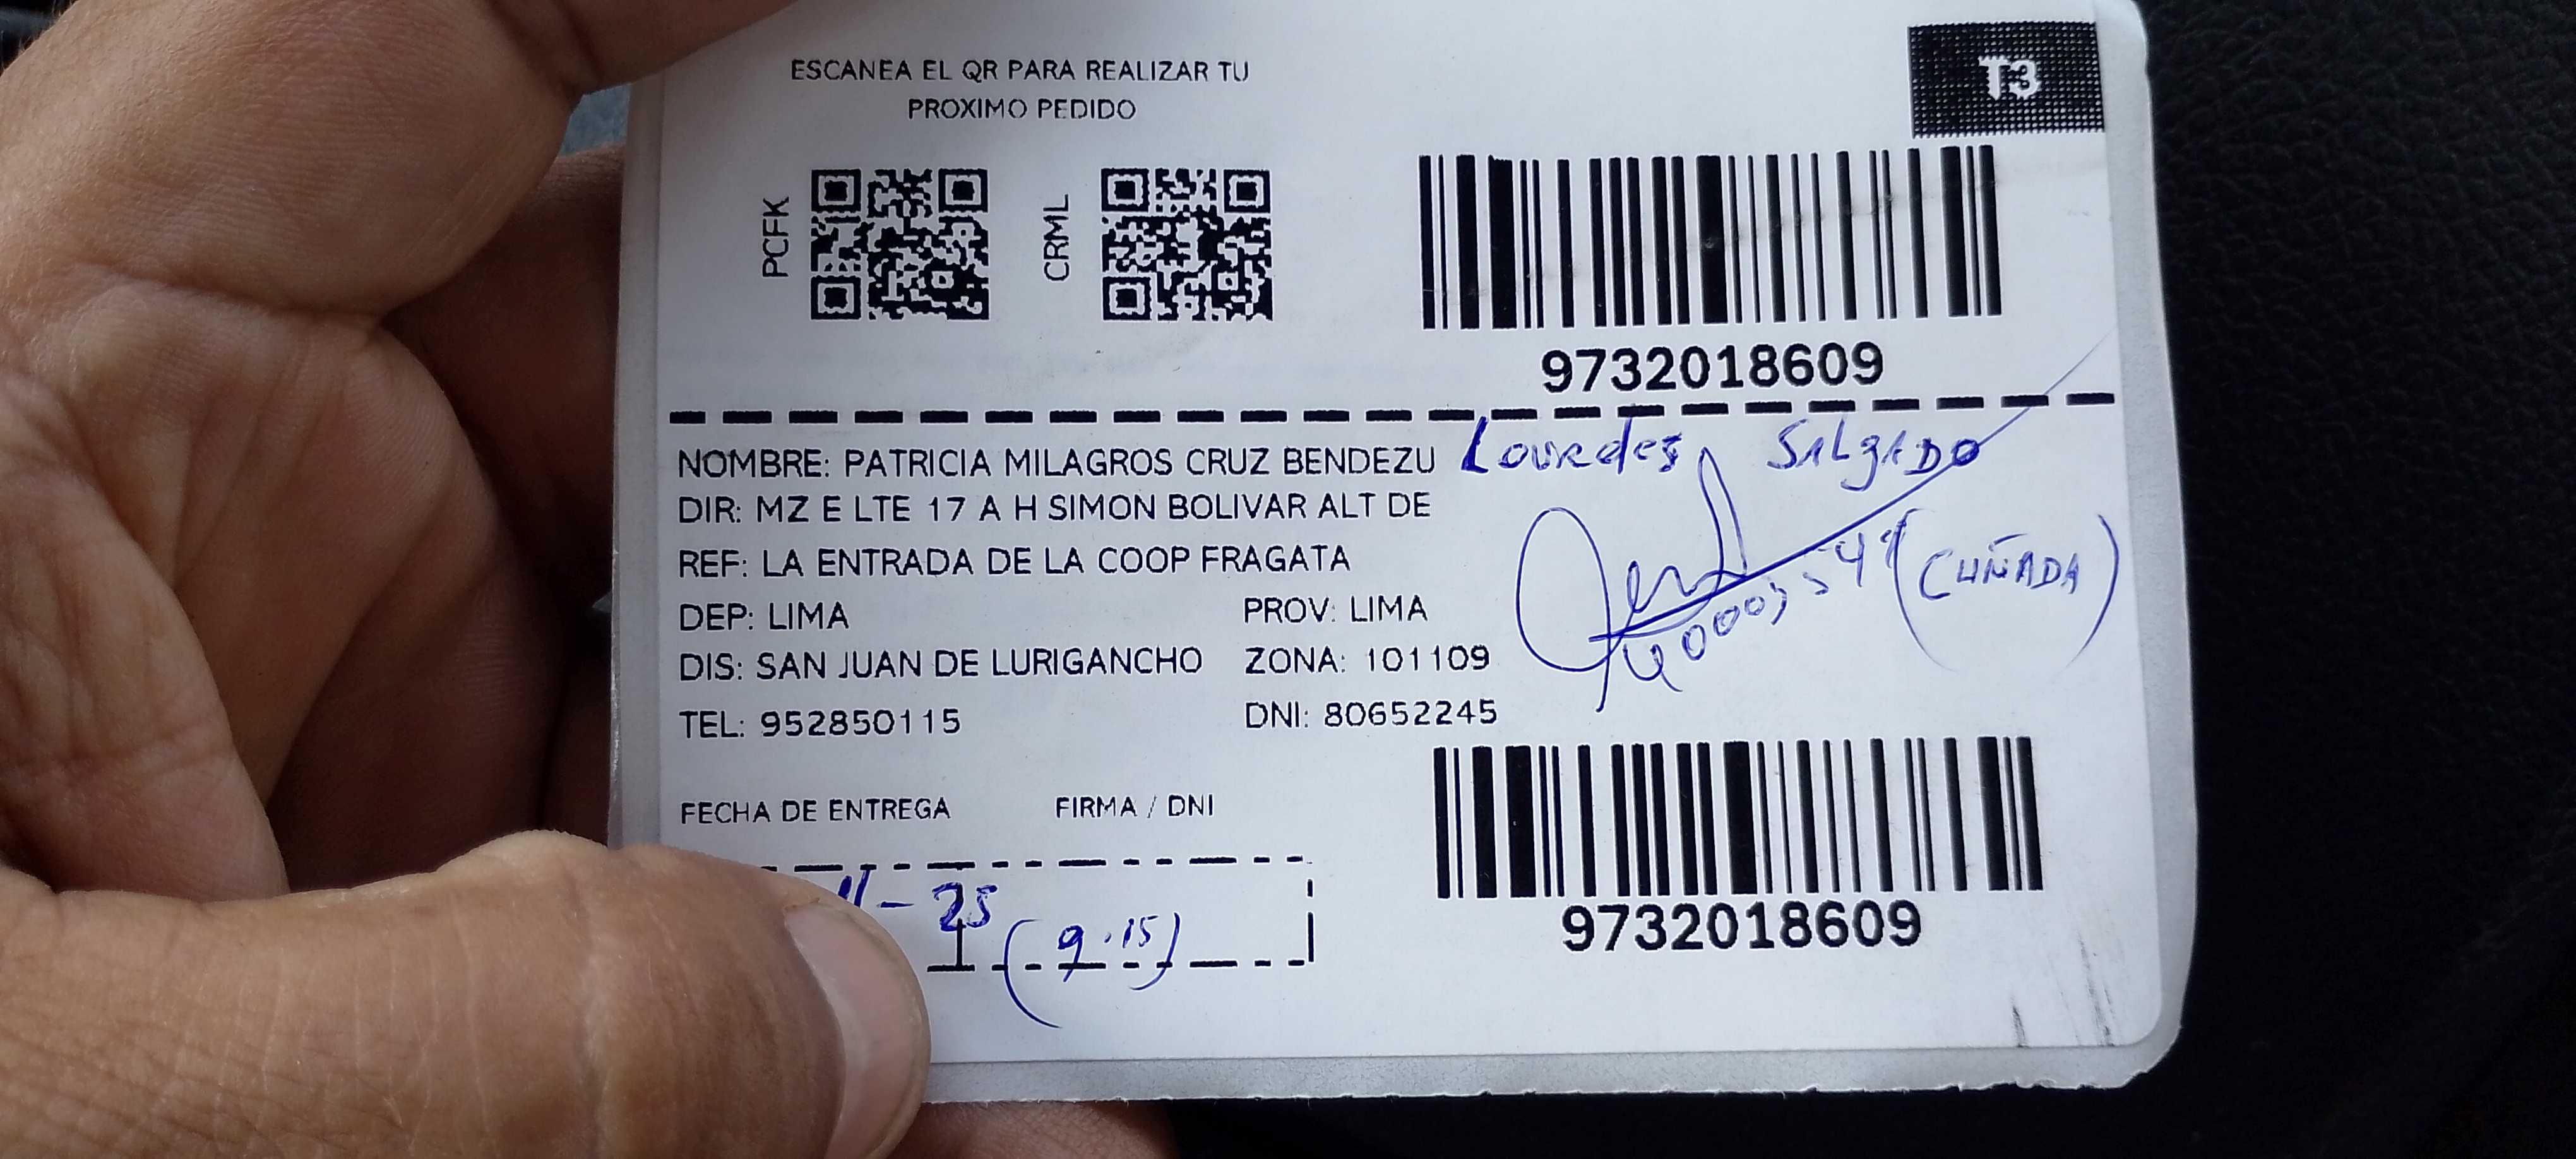 ESCANEA EL QR PARA REALIZAR TU
PROXIMO PEDIDO
T3
PCFK
CRML
9732018609
NOMBRE: PATRICIA MILAGROS CRUZ BENDEZU
Lourdes SALGADO
DIR: MZ E LTE 17 A H SIMON BOLIVAR ALT DE
REF: LA ENTRADA DE LA COOP FRAGATA
(CUÑADA)
DEP: LIMA PROV: LIMA
DIS: SAN JUAN DE LURIGANCHO ZONA: 101109
TEL: 952850115 DNI: 80652245
FECHA DE ENTREGA FIRMA / DNI
11-25
(9.15)
9732018609